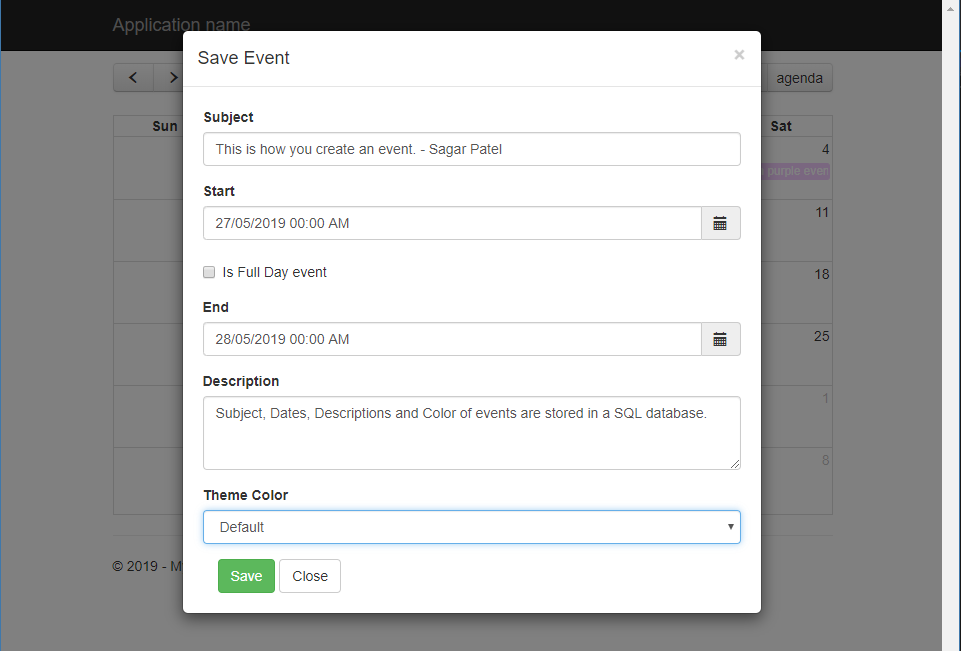 Application name
Save Event
×
agenda
Sun
Sat
4
purple even
11
18
25
1
8
Subject
This is how you create an event. - Sagar Patel
Start
27/05/2019 00:00 AM
Is Full Day event
End
28/05/2019 00:00 AM
Description
Subject, Dates, Descriptions and Color of events are stored in a SQL database.
Theme Color
Default
Save Close
© 2019 - M